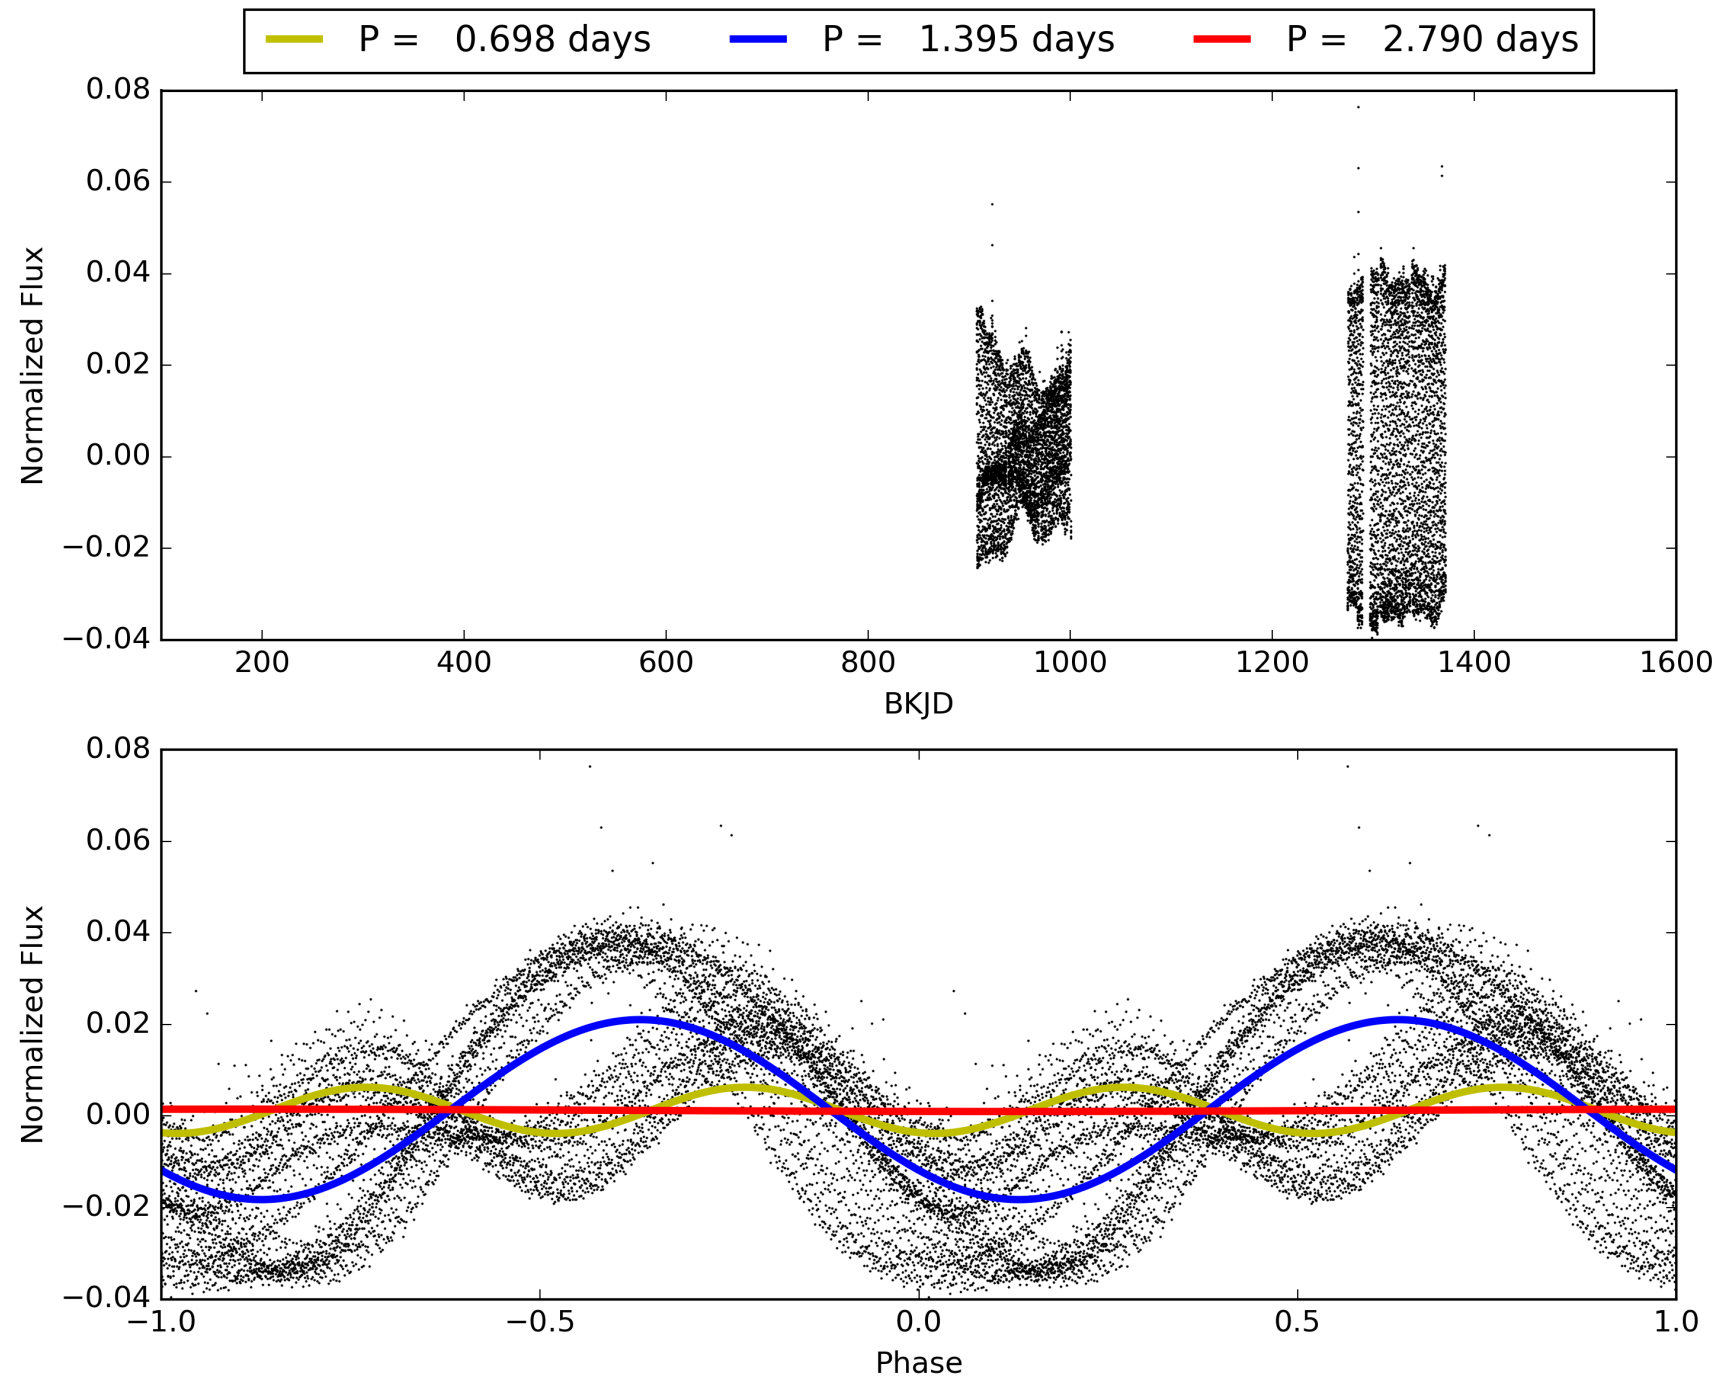 P = 0.698 days P = 1.395 days P = 2.790 days
0.08
0.06
0.04
0.02
0.00
−0.02
−0.04
Normalized Flux
200 400 600 800 1000 1200 1400 1600
BKJD
0.08
0.06
0.04
0.02
0.00
−0.02
−0.04
Normalized Flux
−1.0 −0.5 0.0 0.5 1.0
Phase